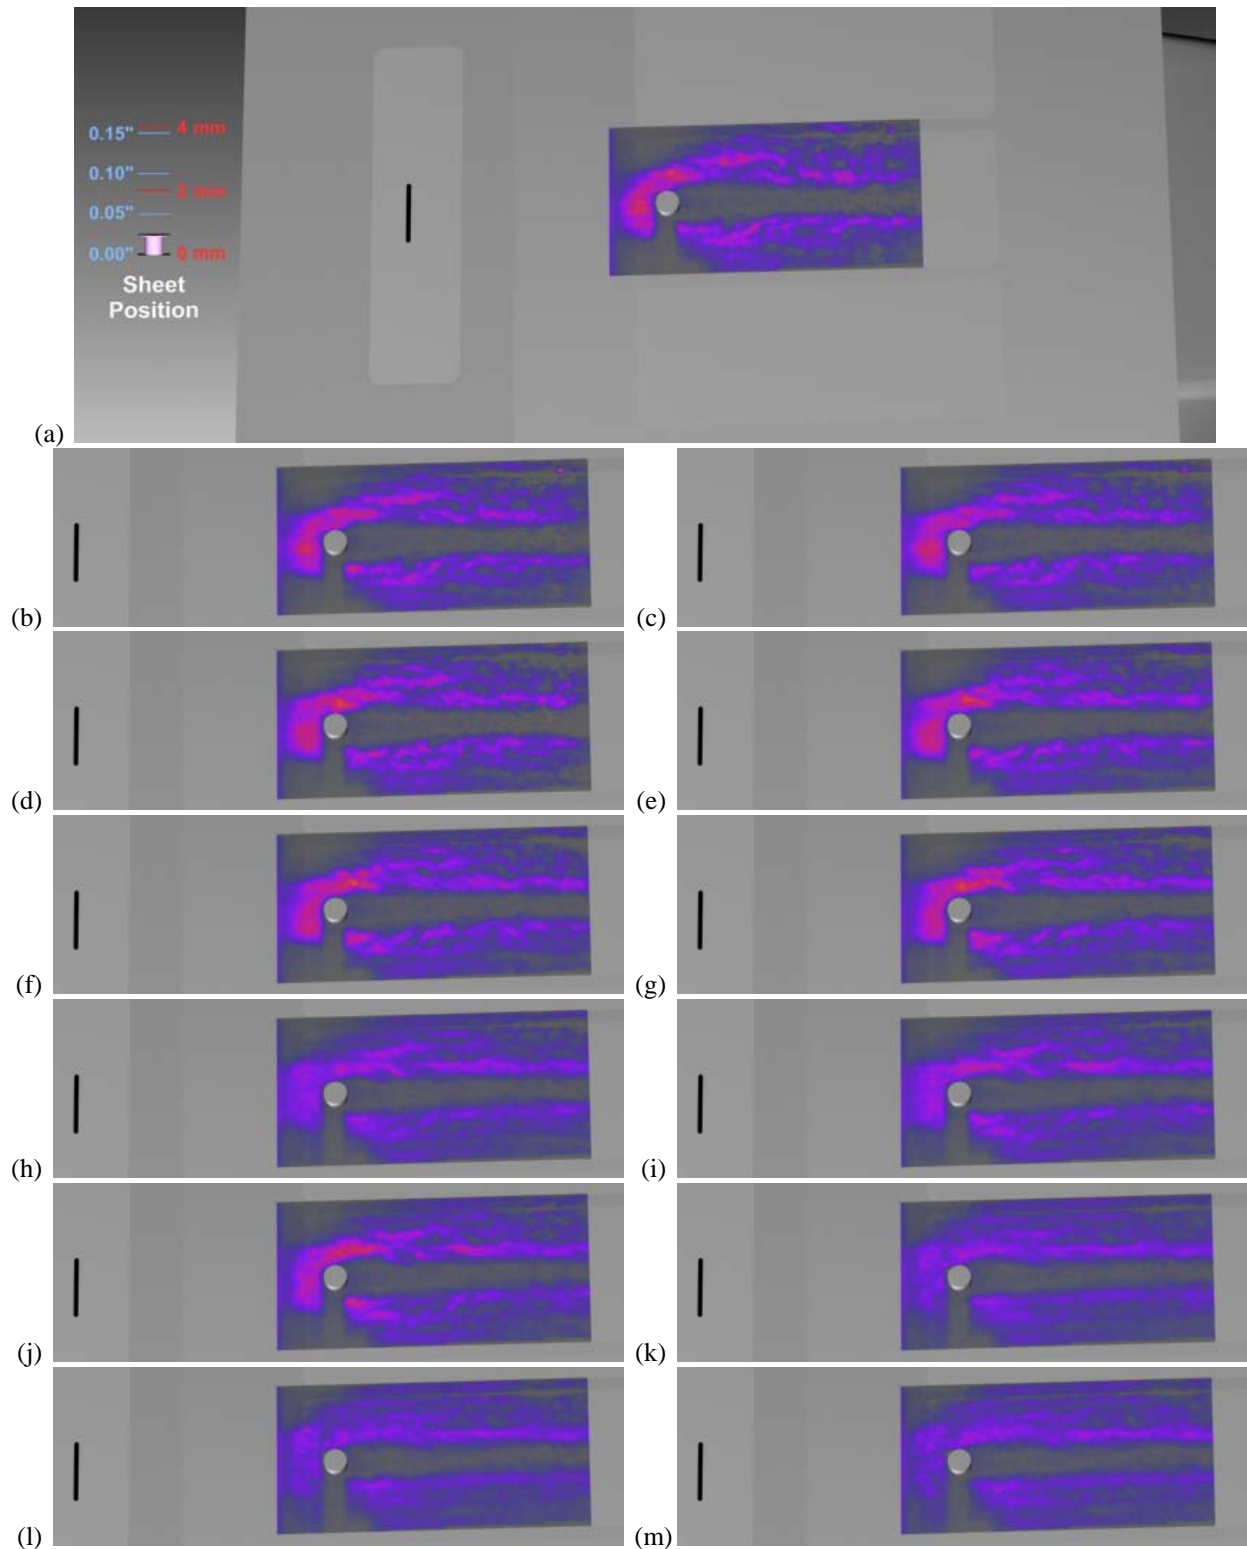 0.15" 4 mm
0.10"
2 mm
0.05"
0.00" 0 mm
Sheet
Position
(a)
(b) (c)
(d) (e)
(f) (g)
(h) (i)
(j) (k)
(l) (m)